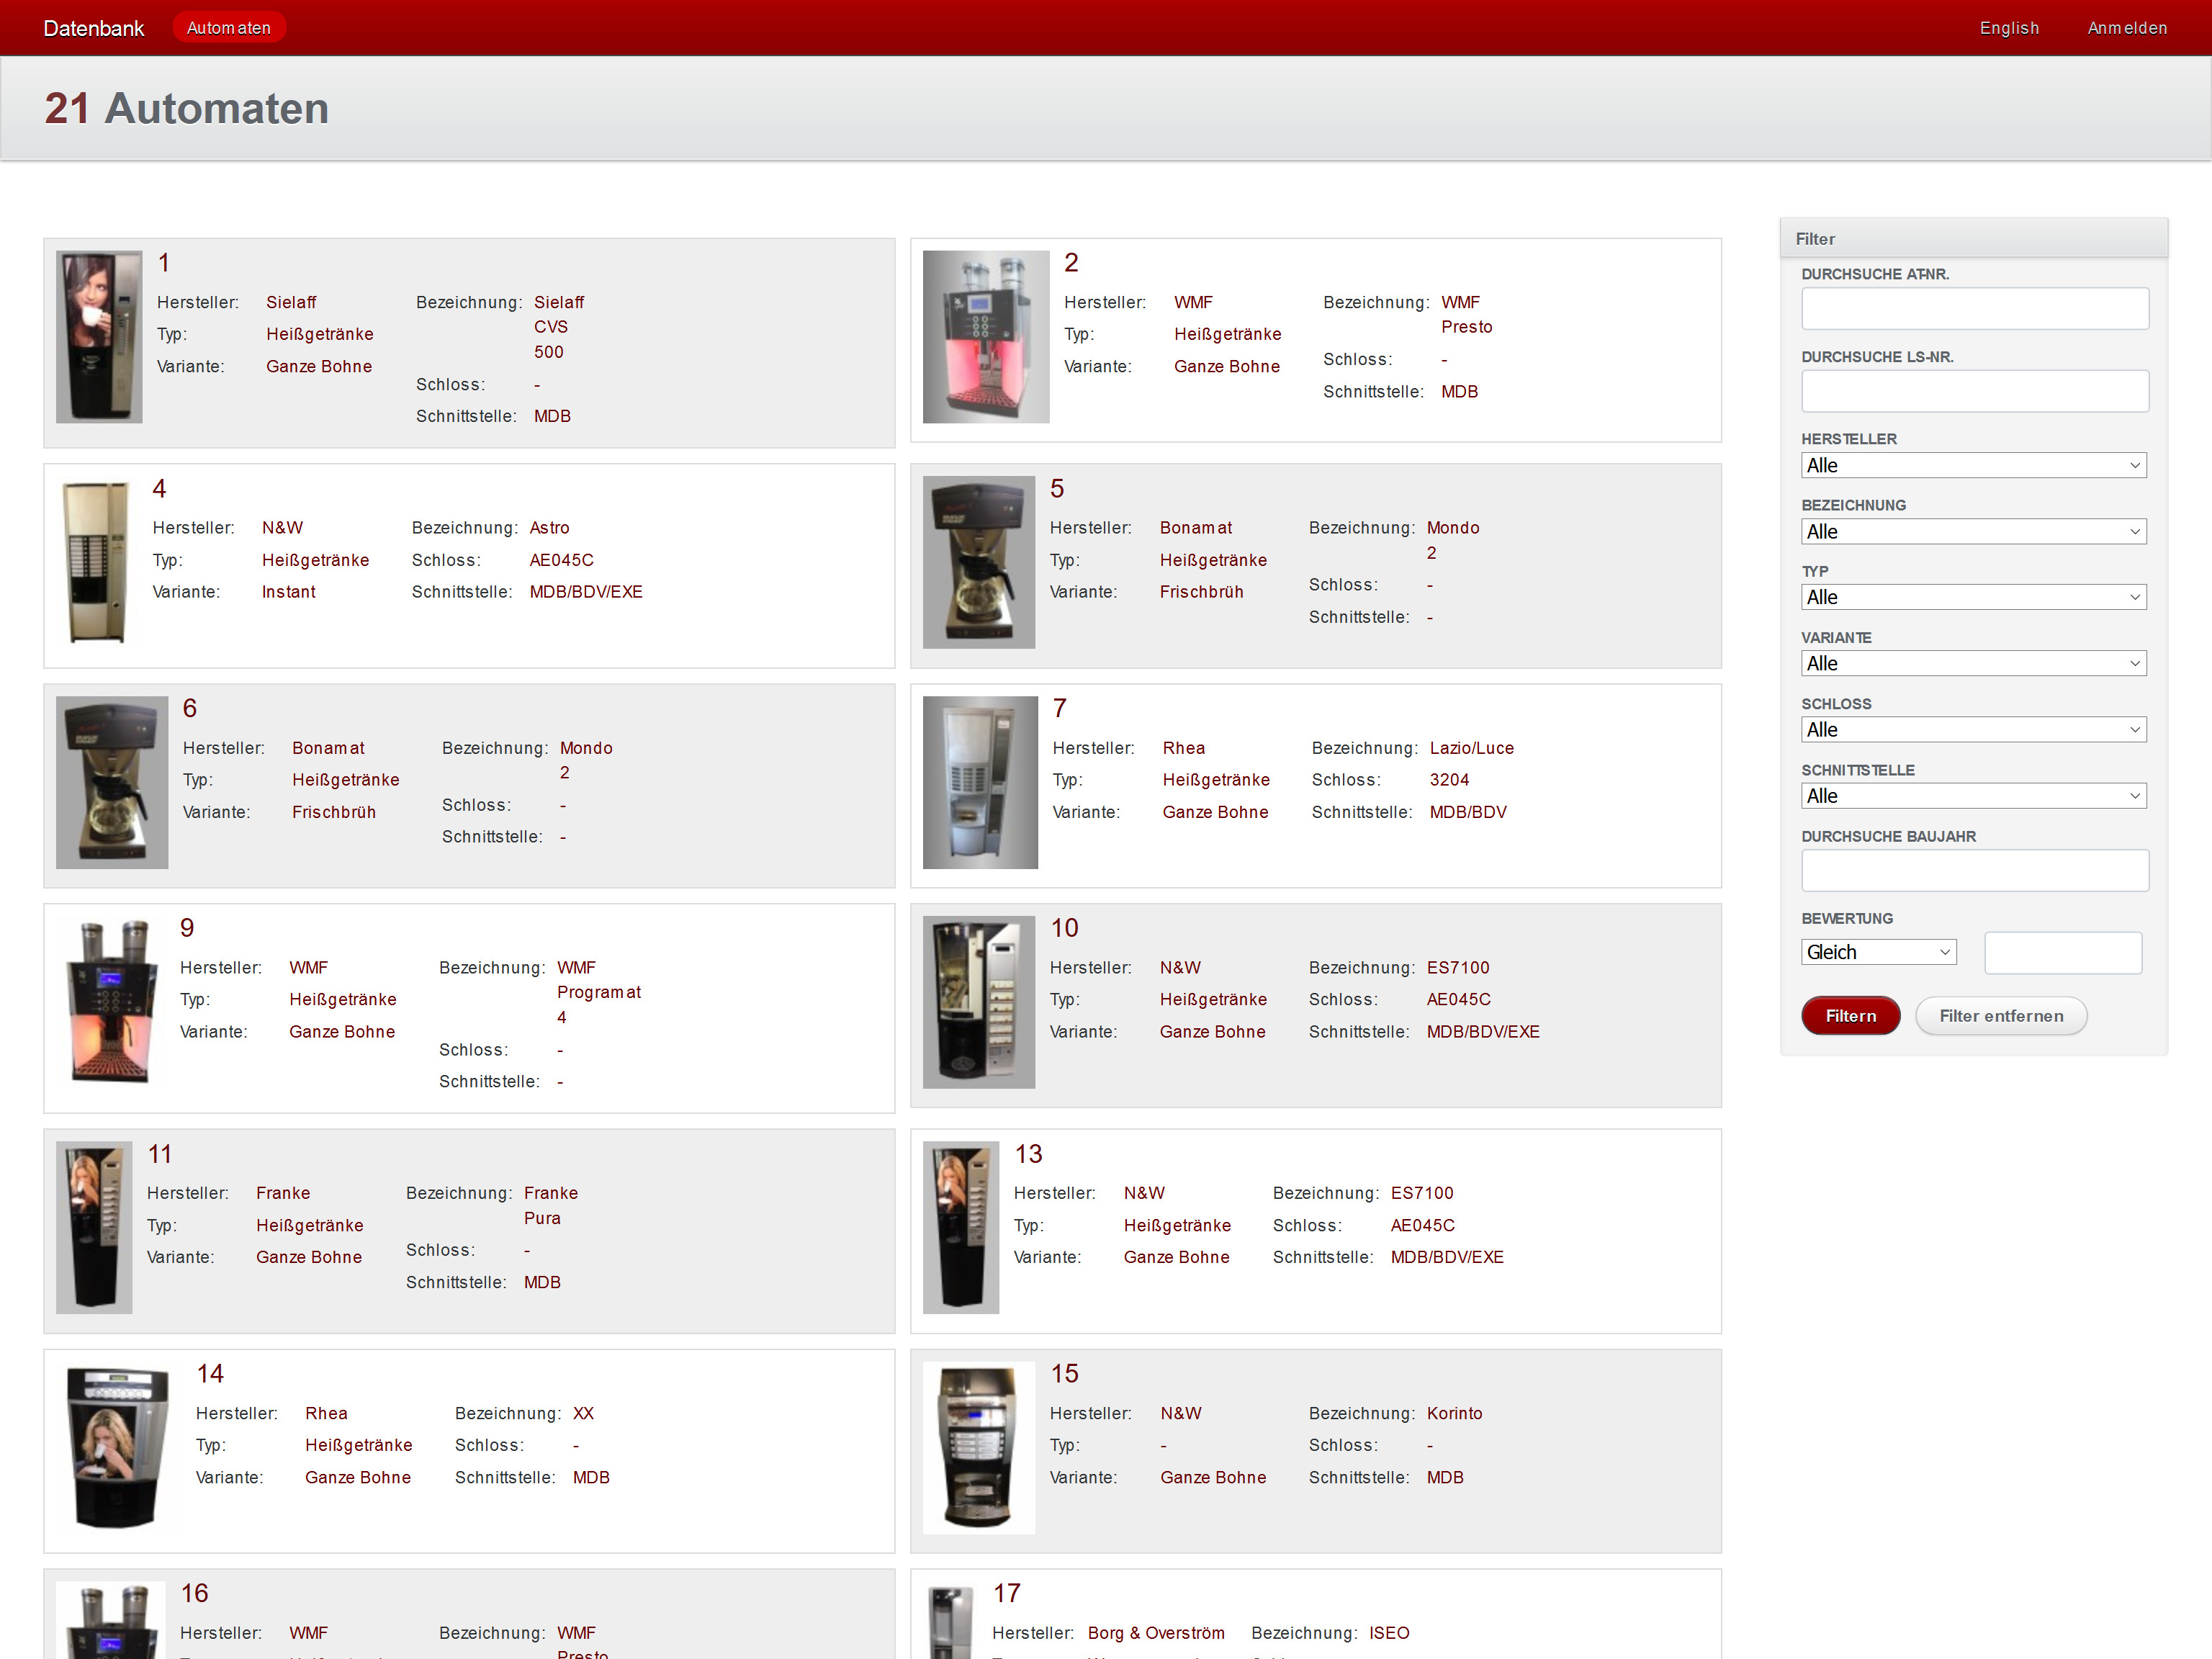 Datenbank Automaten English Anmelden
21 Automaten
1
Hersteller: Sielaff Bezeichnung: Sielaff
CVS
500
Typ: Heißgetränke
Variante: Ganze Bohne
Schloss: -
Schnittstelle: MDB
2
Hersteller: WMF Bezeichnung: WMF
Presto
Typ: Heißgetränke
Variante: Ganze Bohne
Schloss: -
Schnittstelle: MDB
4
Hersteller: N&W Bezeichnung: Astro
Typ: Heißgetränke Schloss: AE045C
Variante: Instant Schnittstelle: MDB/BDV/EXE
5
Hersteller: Bonamat Bezeichnung: Mondo
2
Typ: Heißgetränke
Variante: Frischbrüh
Schloss: -
Schnittstelle: -
6
Hersteller: Bonamat Bezeichnung: Mondo
2
Typ: Heißgetränke
Variante: Frischbrüh
Schloss: -
Schnittstelle: -
7
Hersteller: Rhea Bezeichnung: Lazio/Luce
Typ: Heißgetränke Schloss: 3204
Variante: Ganze Bohne Schnittstelle: MDB/BDV
9
Hersteller: WMF Bezeichnung: WMF
Programat
4
Typ: Heißgetränke
Variante: Ganze Bohne
Schloss: -
Schnittstelle: -
10
Hersteller: N&W Bezeichnung: ES7100
Typ: Heißgetränke Schloss: AE045C
Variante: Ganze Bohne Schnittstelle: MDB/BDV/EXE
11
Hersteller: Franke Bezeichnung: Franke
Pura
Typ: Heißgetränke
Variante: Ganze Bohne
Schloss: -
Schnittstelle: MDB
13
Hersteller: N&W Bezeichnung: ES7100
Typ: Heißgetränke Schloss: AE045C
Variante: Ganze Bohne Schnittstelle: MDB/BDV/EXE
14
Hersteller: Rhea Bezeichnung: XX
Typ: Heißgetränke Schloss: -
Variante: Ganze Bohne Schnittstelle: MDB
15
Hersteller: N&W Bezeichnung: Korinto
Typ: - Schloss: -
Variante: Ganze Bohne Schnittstelle: MDB
16
Hersteller: WMF Bezeichnung: WMF
Presto
17
Hersteller: Borg & Overström Bezeichnung: ISEO
Filter
DURCHSUCHE AT-NR.
DURCHSUCHE LS-NR.
HERSTELLER
Alle
BEZEICHNUNG
Alle
TYP
Alle
VARIANTE
Alle
SCHLOSS
Alle
SCHNITTSTELLE
Alle
DURCHSUCHE BAUJAHR
BEWERTUNG
Gleich
Filtern Filter entfernen